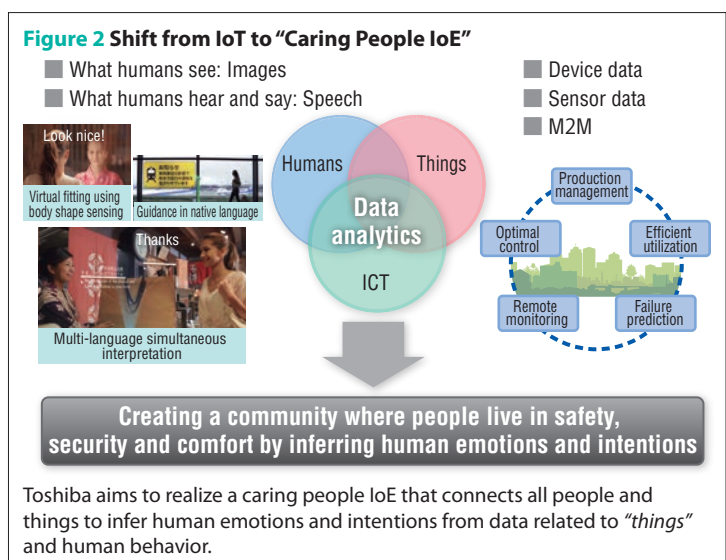 Figure 2 Shift from IoT to “Caring People IoE”
What humans see: Images
What humans hear and say: Speech
Device data
Sensor data
M2M
Look nice!
Virtual fitting using
body shape sensing
お知らせ
Guidance in native language
Thanks
Multi-language simultaneous
interpretation
Humans
Things
Data
analytics
ICT
Production
management
Optimal
control
Efficient
utilization
Remote
monitoring
Failure
prediction
Creating a community where people live in safety,
security and comfort by inferring human emotions and intentions
Toshiba aims to realize a caring people IoE that connects all people and
things to infer human emotions and intentions from data related to “things”
and human behavior.